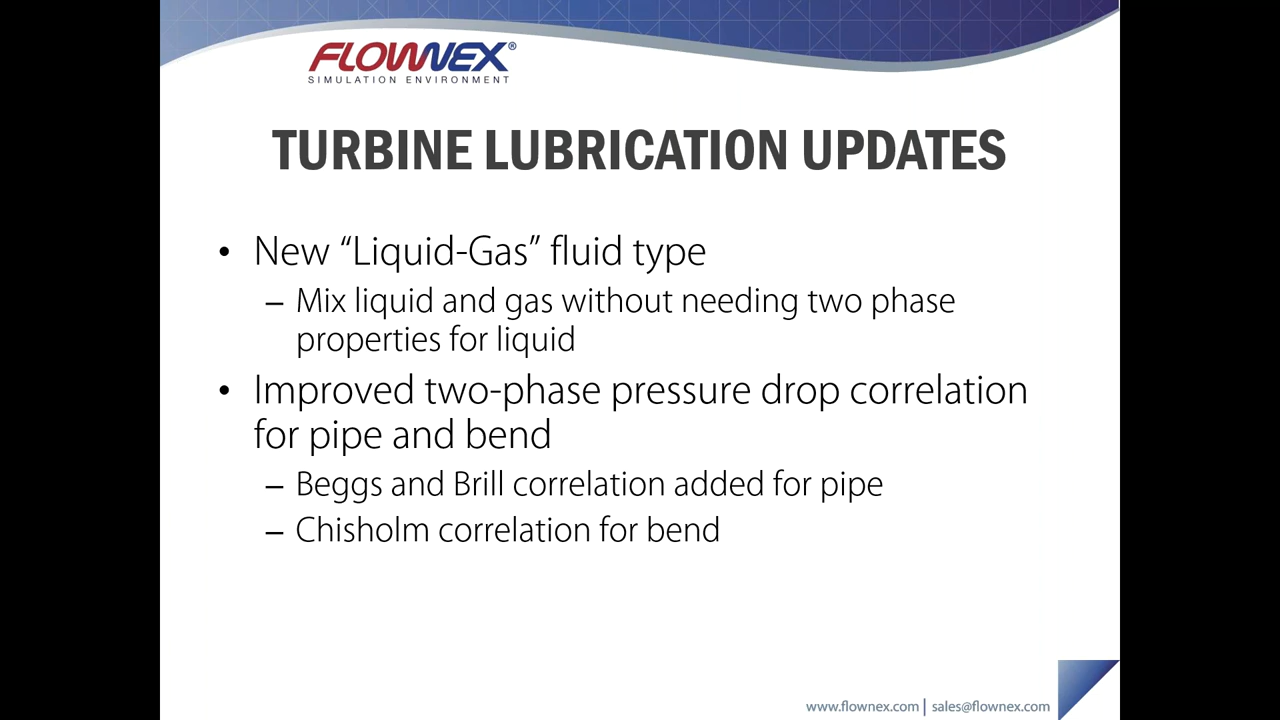 FLOWNEX®
SIMULATION ENVIRONMENT
TURBINE LUBRICATION UPDATES
• New “Liquid-Gas” fluid type
– Mix liquid and gas without needing two phase
properties for liquid
• Improved two-phase pressure drop correlation
for pipe and bend
– Beggs and Brill correlation added for pipe
– Chisholm correlation for bend
www.flownex.com | sales@flownex.com